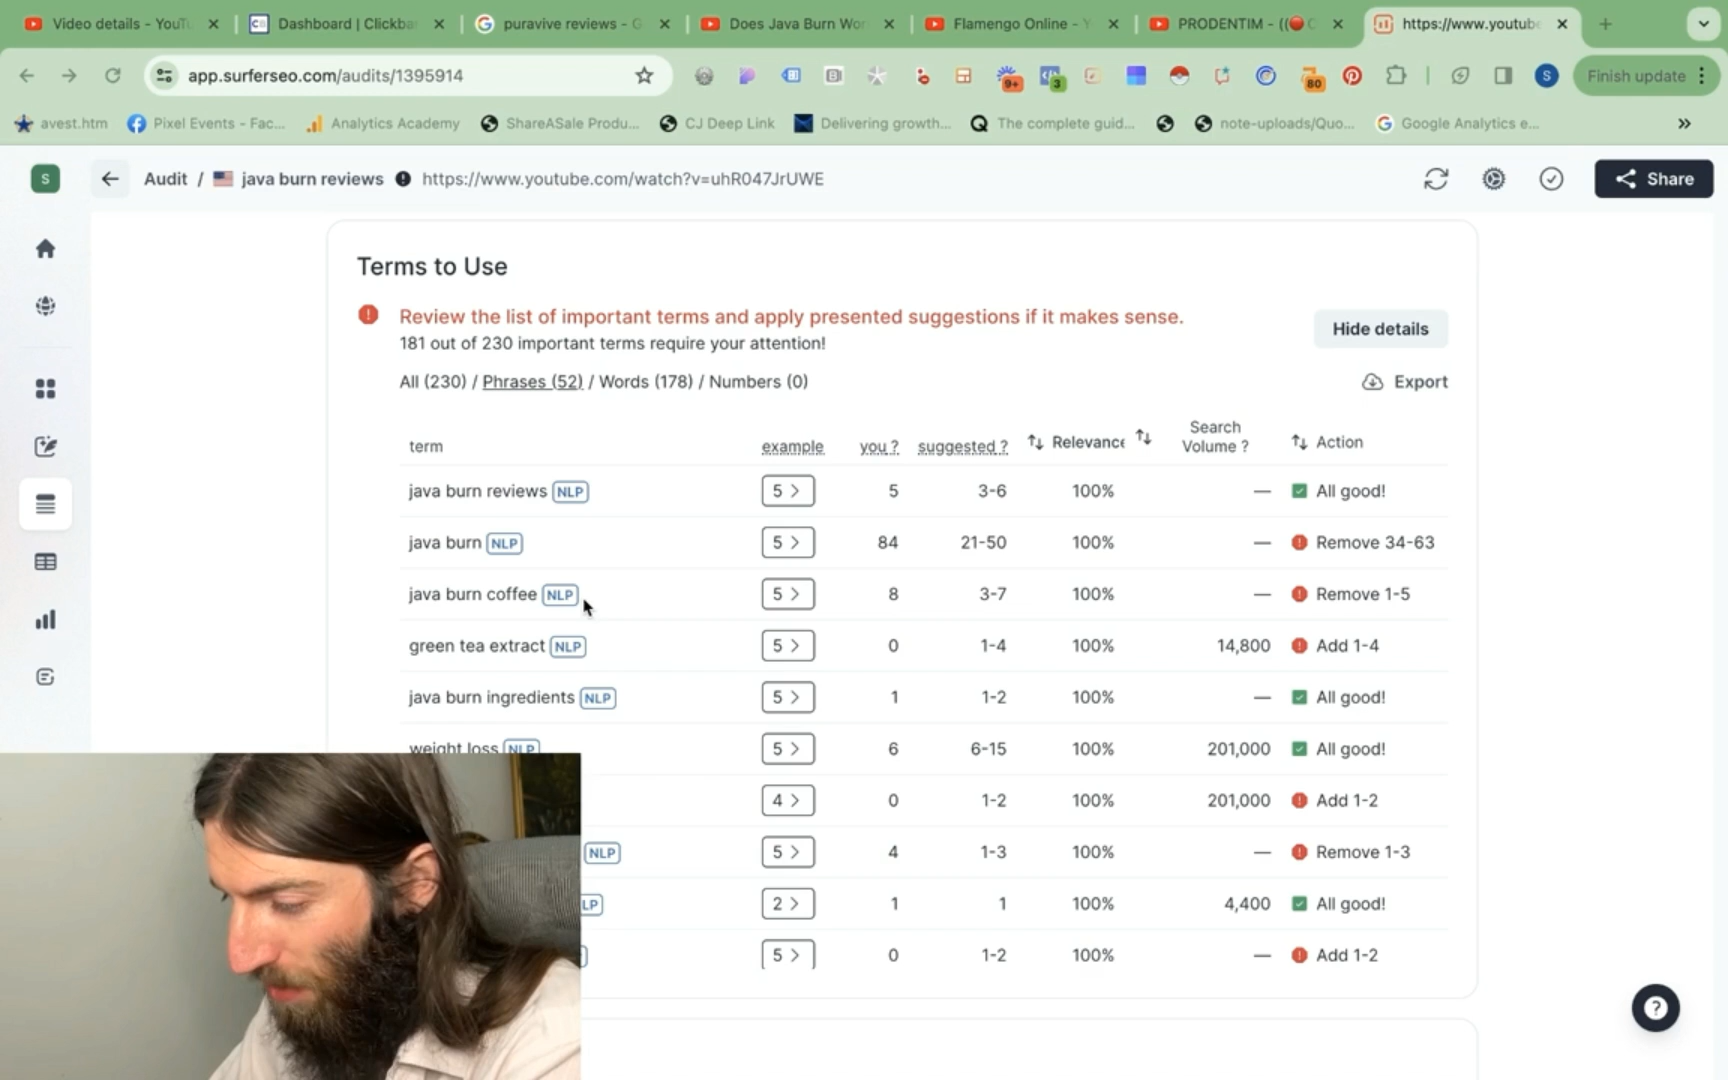 Video details - YouTu
Dashboard | Clickba
puravive reviews - G
Does Java Burn Wor
Flamengo Online - Y
PRODENTIM - ((🔴 C
https://www.youtube
app.surferseo.com/audits/1395914
9+
3
80
S
Finish update
avest.htm
Pixel Events - Fac...
Analytics Academy
ShareASale Produ...
CJ Deep Link
Delivering growth...
The complete guid...
note-uploads/Quo...
Google Analytics e...
»
S
Audit / java burn reviews https://www.youtube.com/watch?v=uhR047JrUWE
Share
Terms to Use
Review the list of important terms and apply presented suggestions if it makes sense.
181 out of 230 important terms require your attention!
Hide details
All (230) / Phrases (52) / Words (178) / Numbers (0)
Export
term example you ? suggested ? Relevance Search Volume ? Action
java burn reviews NLP 5 > 5 3-6 100% — All good!
java burn NLP 5 > 84 21-50 100% — Remove 34-63
java burn coffee NLP 5 > 8 3-7 100% — Remove 1-5
green tea extract NLP 5 > 0 1-4 100% 14,800 Add 1-4
java burn ingredients NLP 5 > 1 1-2 100% — All good!
weight loss NLP 5 > 6 6-15 100% 201,000 All good!
4 > 0 1-2 100% 201,000 Add 1-2
NLP 5 > 4 1-3 100% — Remove 1-3
LP 2 > 1 1 100% 4,400 All good!
5 > 0 1-2 100% — Add 1-2
?